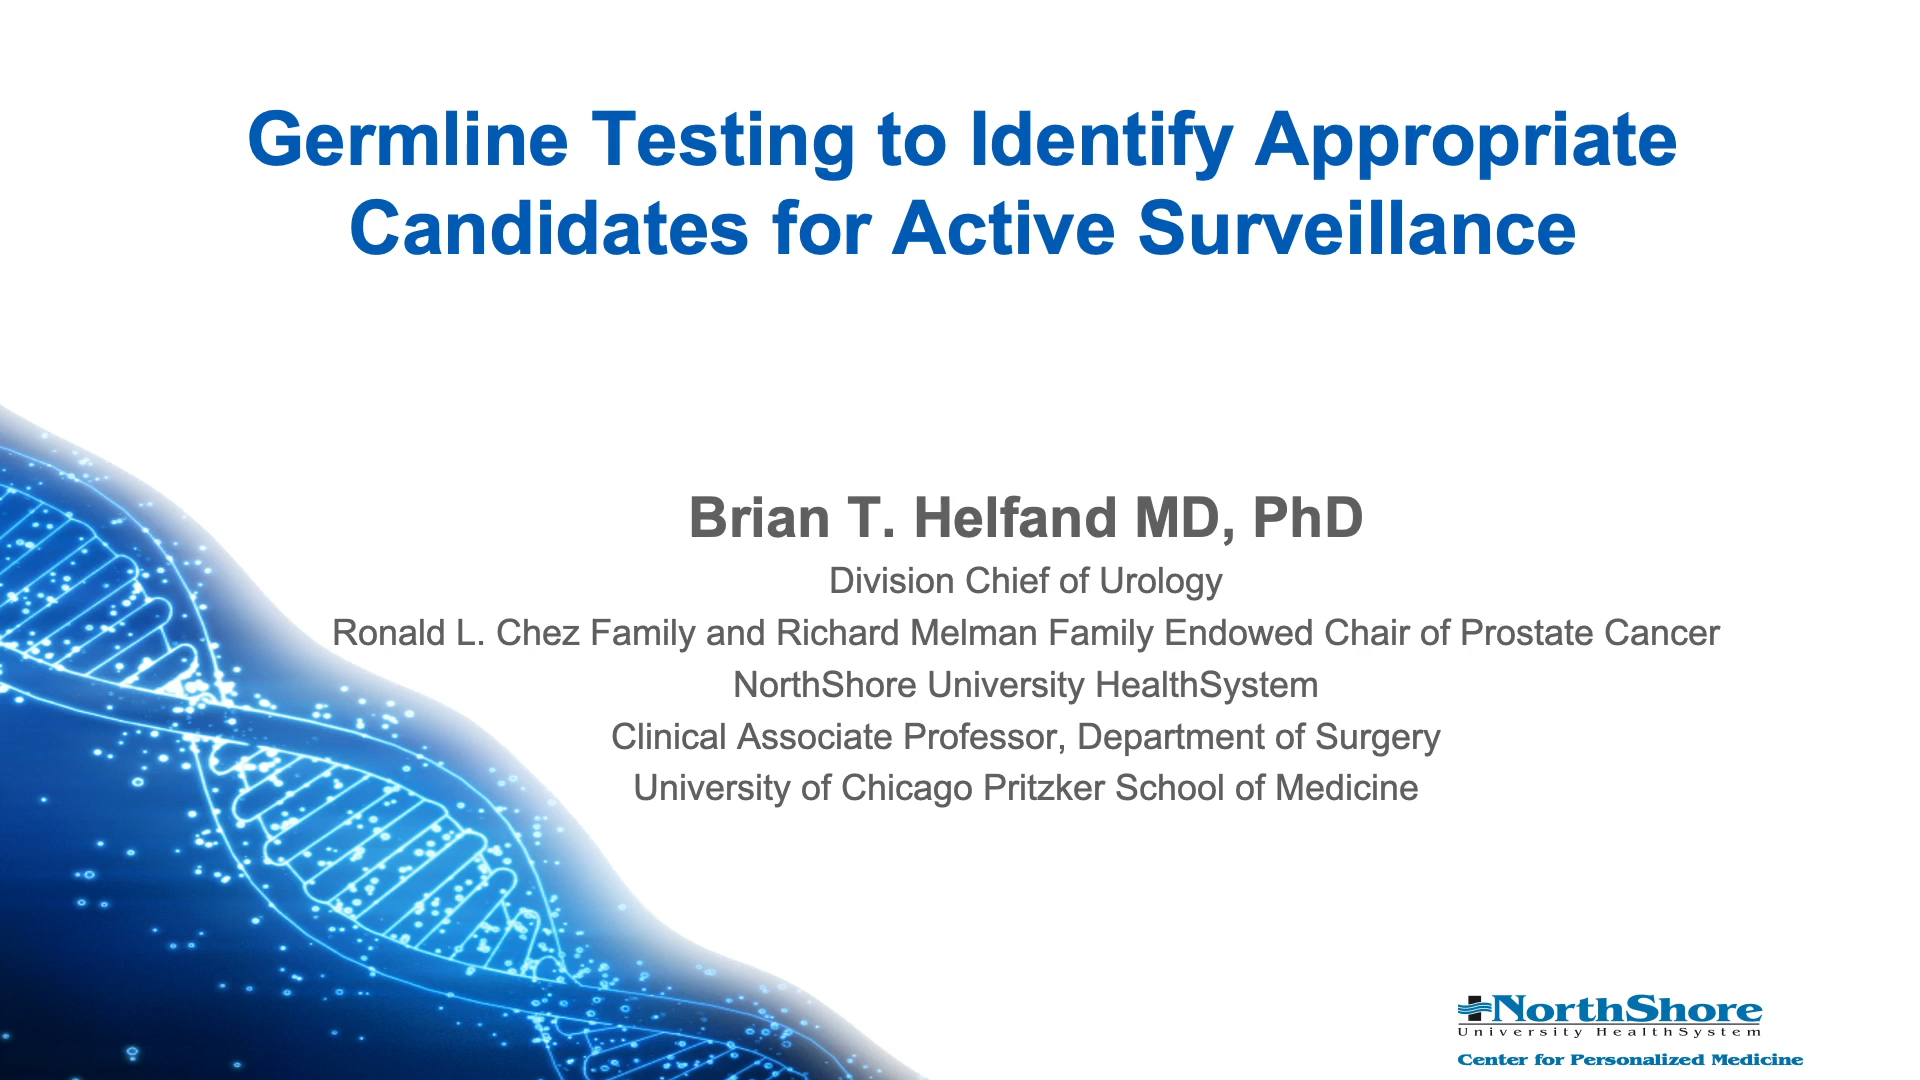 Germline Testing to Identify Appropriate
Candidates for Active Surveillance
Brian T. Helfand MD, PhD
Division Chief of Urology
Ronald L. Chez Family and Richard Melman Family Endowed Chair of Prostate Cancer
NorthShore University HealthSystem
Clinical Associate Professor, Department of Surgery
University of Chicago Pritzker School of Medicine
NorthShore
University HealthSystem
Center for Personalized Medicine